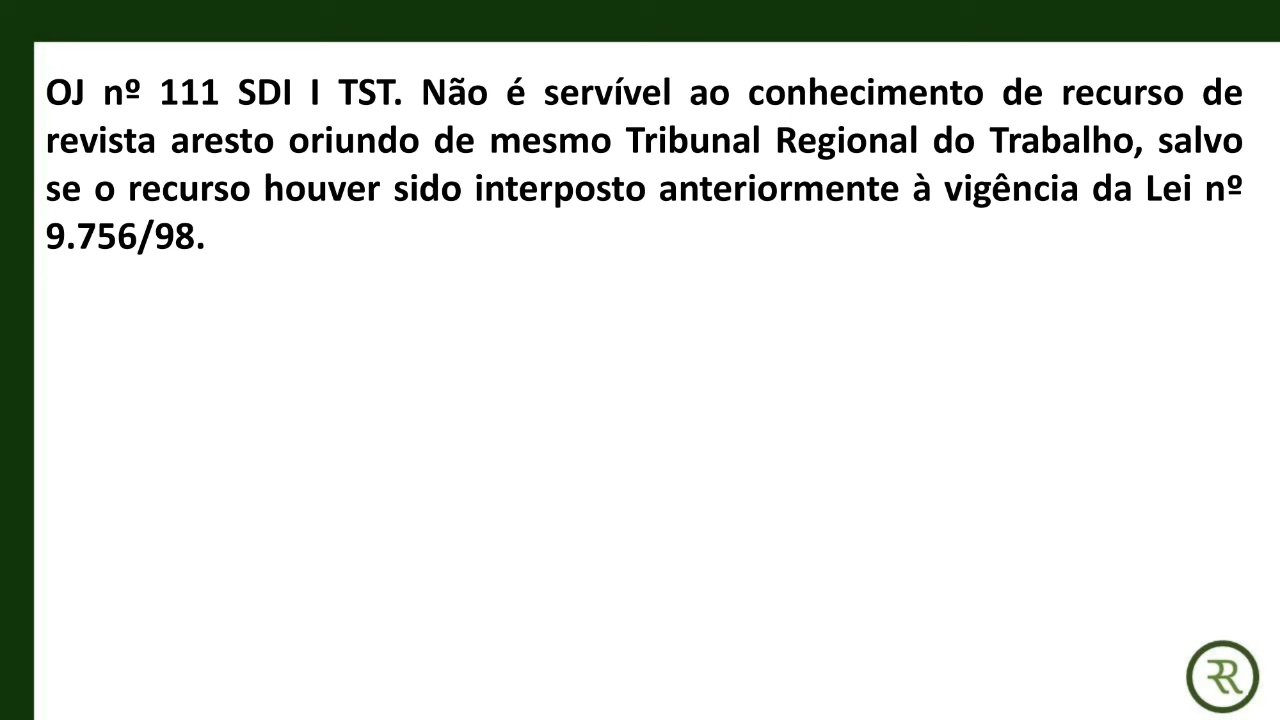 OJ nº 111 SDI I TST. Não é servível ao conhecimento de recurso de
revista aresto oriundo de mesmo Tribunal Regional do Trabalho, salvo
se o recurso houver sido interposto anteriormente à vigência da Lei nº
9.756/98.